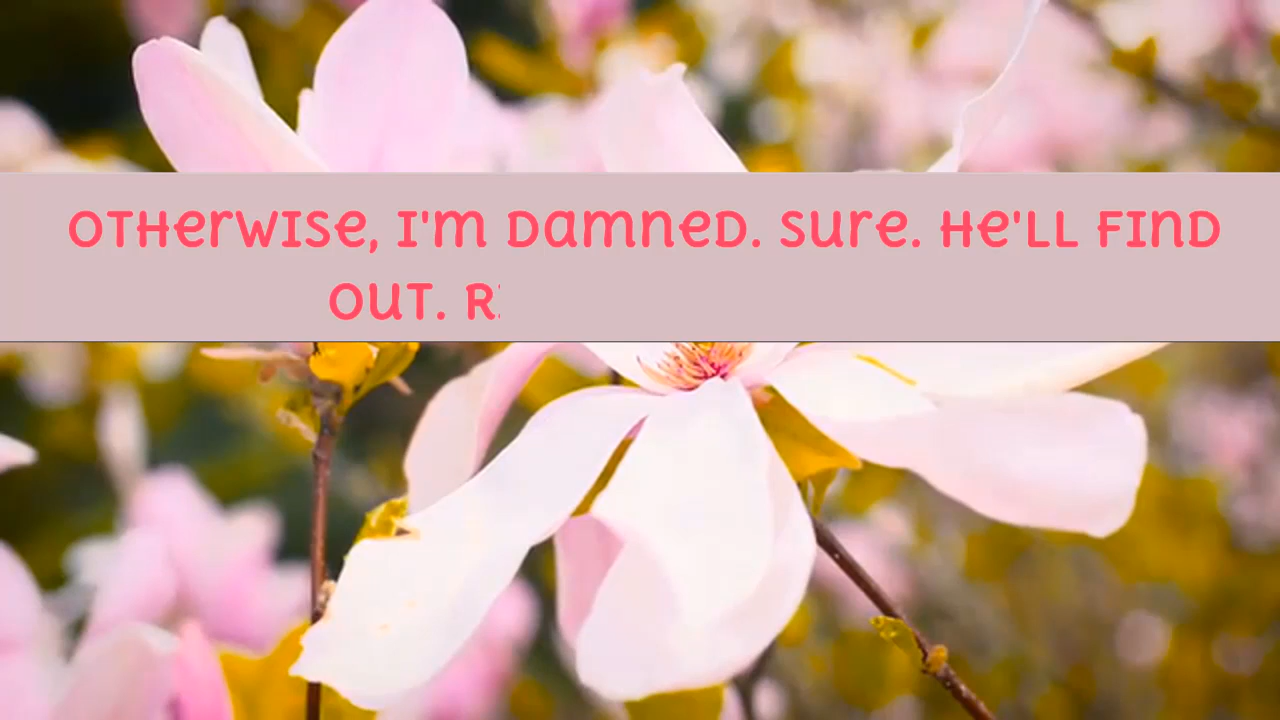 Otherwise, I'm damned. Sure. He'll find
out.